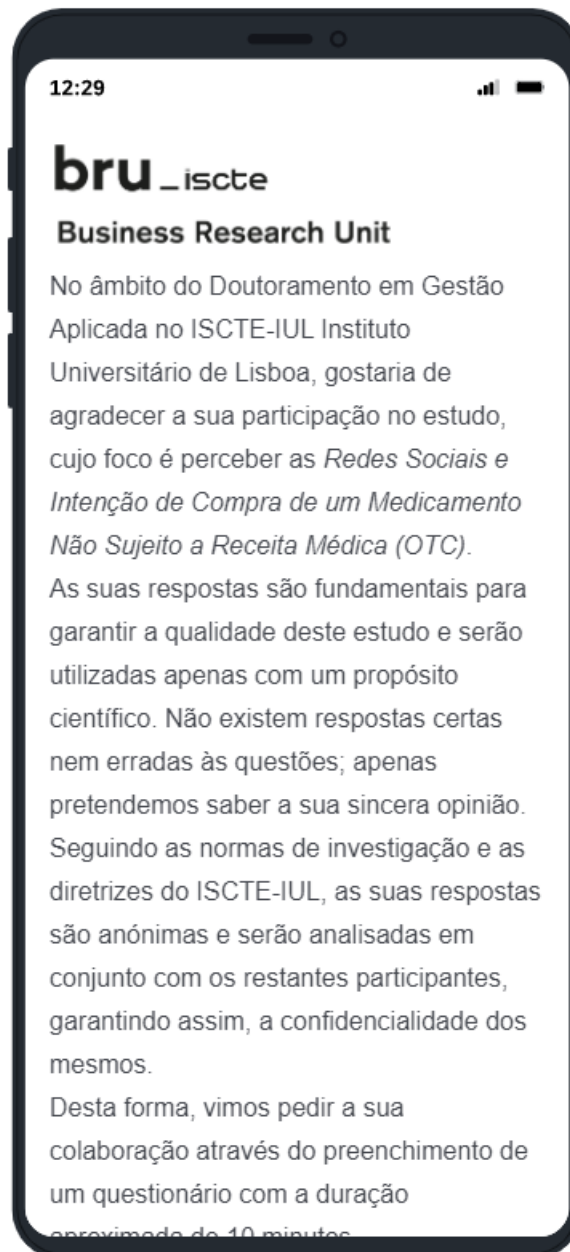 12:29
bru_iscte
Business Research Unit
No âmbito do Doutoramento em Gestão
Aplicada no ISCTE-IUL Instituto
Universitário de Lisboa, gostaria de
agradecer a sua participação no estudo,
cujo foco é perceber as Redes Sociais e
Intenção de Compra de um Medicamento
Não Sujeito a Receita Médica (OTC).
As suas respostas são fundamentais para
garantir a qualidade deste estudo e serão
utilizadas apenas com um propósito
científico. Não existem respostas certas
nem erradas às questões; apenas
pretendemos saber a sua sincera opinião.
Seguindo as normas de investigação e as
diretrizes do ISCTE-IUL, as suas respostas
são anónimas e serão analisadas em
conjunto com os restantes participantes,
garantindo assim, a confidencialidade dos
mesmos.
Desta forma, vimos pedir a sua
colaboração através do preenchimento de
um questionário com a duração
aproximada de 10 minutos